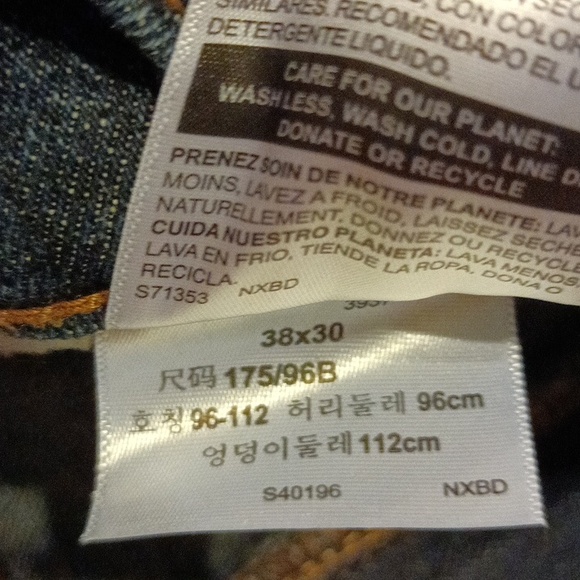 SIMILARES. RECOMENDADO EL U
DETERGENTE LIQUIDO.
CARE FOR OUR PLANET:
WASH LESS, WASH COLD, LINE D
DONATE OR RECYCLE
PRENEZ SOIN DE NOTRE PLANETE: LAV
MOINS, LAVEZ A FROID, LAISSEZ SECHE
NATURELLEMENT, DONNEZ OU RECYCLE
CUIDA NUESTRO PLANETA: LAVA MENOS,
LAVA EN FRIO, TIENDE LA ROPA, DONA O
RECICLA.
S71353 NXBD
38x30
尺码 175/96B
호칭 96-112 허리둘레 96cm
엉덩이둘레 112cm
S40196 NXBD